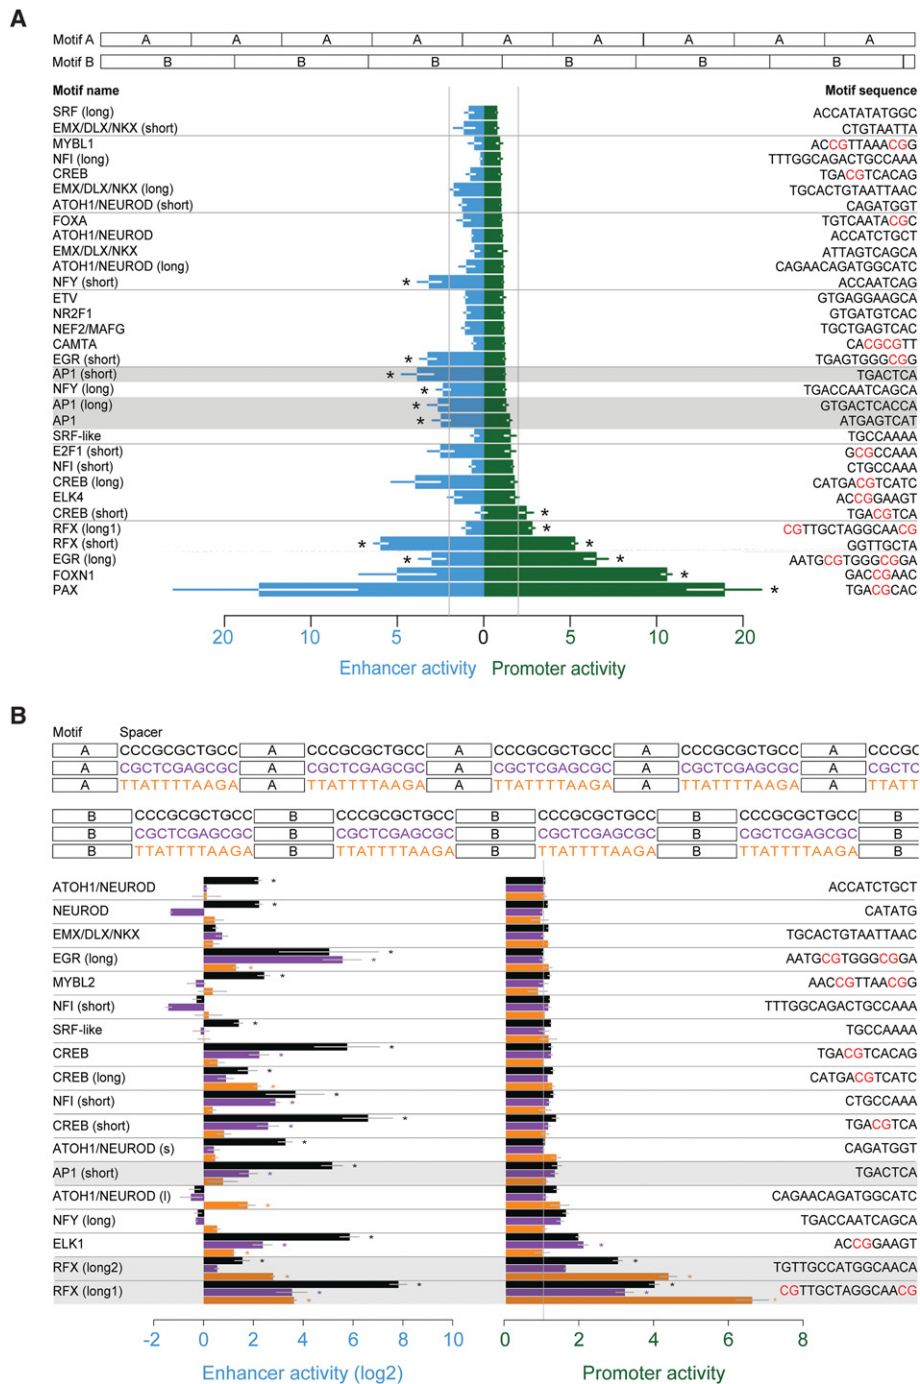 A
Motif A A A A A A A A A A
Motif B B B B B B B
Motif name Motif sequence
SRF (long) ACCATATATGGC
EMX/DLX/NKX (short) CTGTAATTA
MYBL1 ACCGTTAAACGG
NFI (long) TTTGGCAGACTGCCAAA
CREB TGACGTCACAG
EMX/DLX/NKX (long) TGCACTGTAATTAAC
ATOH1/NEUROD (short) CAGATGGT
FOXA TGTCAATACGC
ATOH1/NEUROD ACCATCTGCT
EMX/DLX/NKX ATTAGTCAGCA
ATOH1/NEUROD (long) CAGAACAGATGGCATC
NFY (short) * ACCAATCAG
ETV GTGAGGAAGCA
NR2F1 GTGATGTCAC
NEF2/MAFG TGCTGAGTCAC
CAMTA CACGCGTT
EGR (short) * TGAGTGGGCGG
AP1 (short) * TGACTCA
NFY (long) * TGACCAATCAGCA
AP1 (long) * GTGACTCACCA
AP1 * ATGAGTCAT
SRF-like TGCCAAAA
E2F1 (short) GCGCCAAA
NFI (short) CTGCCAAA
CREB (long) CATGACGTCATC
ELK4 ACCGGAAGT
CREB (short) * TGACGTCA
RFX (long1) * CGTTGCTAGGCAACG
RFX (short) * * GGTTGCTA
EGR (long) * * AATGCGTGGGCGGA
FOXN1 * GACCGAAC
PAX * TGACGCAC
20 10 5 0 5 10 20
Enhancer activity Promoter activity
B
Motif Spacer
A CCCGCGCTGCC A CCCGCGCTGCC A CCCGCGCTGCC A CCCGCGCTGCC A CCCGC
A CGCTCGAGCGC A CGCTCGAGCGC A CGCTCGAGCGC A CGCTCGAGCGC A CGCTC
A TTATTTTAAGA A TTATTTTAAGA A TTATTTTAAGA A TTATTTTAAGA A TTATT
B CCCGCGCTGCC B CCCGCGCTGCC B CCCGCGCTGCC B CCCGCGCTGCC B
B CGCTCGAGCGC B CGCTCGAGCGC B CGCTCGAGCGC B CGCTCGAGCGC B
B TTATTTTAAGA B TTATTTTAAGA B TTATTTTAAGA B TTATTTTAAGA B
ATOH1/NEUROD * ACCATCTGCT
NEUROD * CATATG
EMX/DLX/NKX TGCACTGTAATTAAC
EGR (long) * * * AATGCGTGGGCGGA
MYBL2 * AACCGTTAACGG
NFI (short) TTTGGCAGACTGCCAAA
SRF-like * TGCCAAAA
CREB * * TGACGTCACAG
CREB (long) * * CATGACGTCATC
NFI (short) * * CTGCCAAA
CREB (short) * * TGACGTCA
ATOH1/NEUROD (s) * CAGATGGT
AP1 (short) * * TGACTCA
ATOH1/NEUROD (l) * CAGAACAGATGGCATC
NFY (long) TGACCAATCAGCA
ELK1 * * * * ACCGGAAGT
RFX (long2) * * * * TGTTGCCATGGCAACA
RFX (long1) * * * * * * CGTTGCTAGGCAACG
-2 0 2 4 6 8 10 0 2 4 6 8
Enhancer activity (log2) Promoter activity